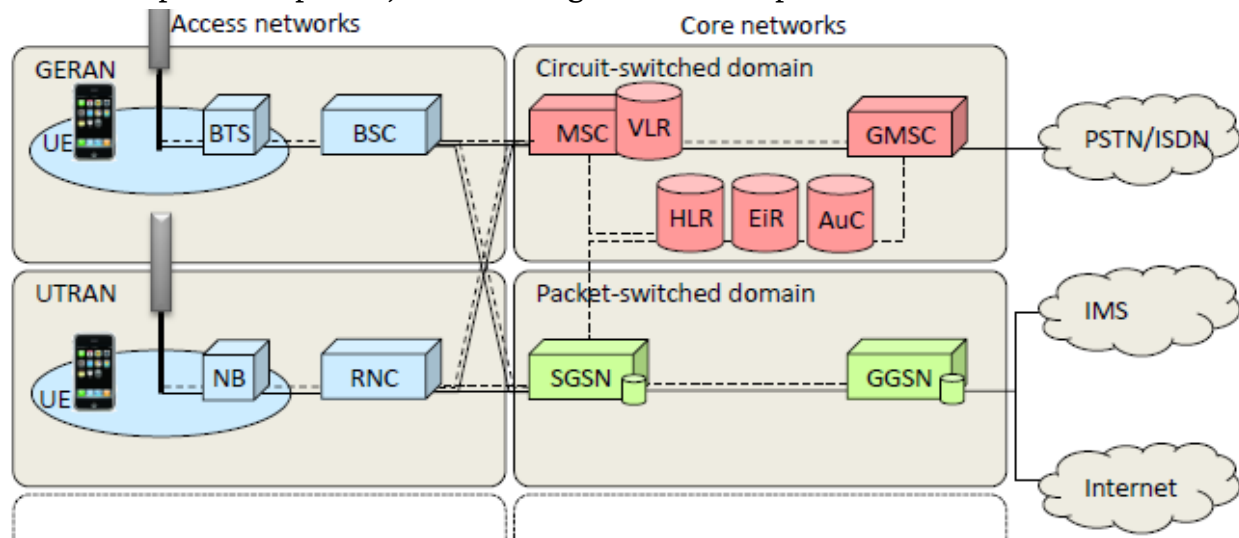 Access networks
Core networks
GERAN
UE
BTS
BSC
Circuit-switched domain
MSC
VLR
GMSC
HLR
EiR
AuC
PSTN/ISDN
UTRAN
UE
NB
RNC
Packet-switched domain
SGSN
GGSN
IMS
Internet